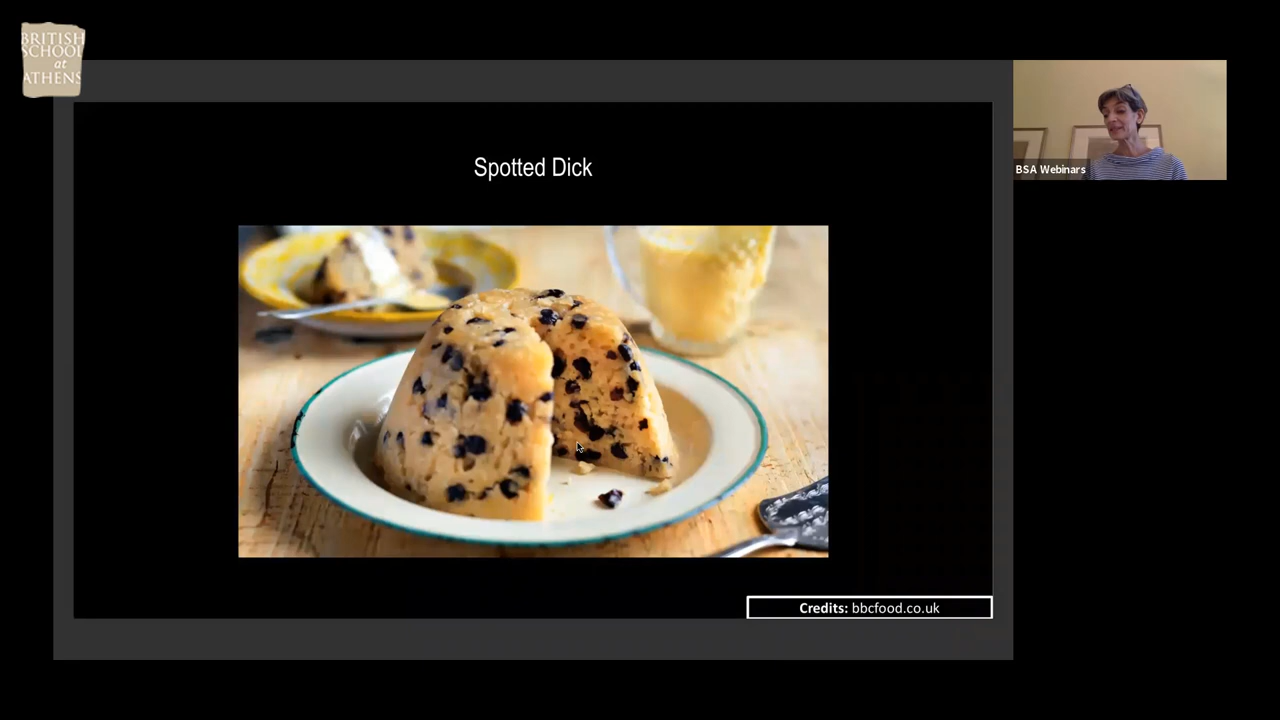 BRITISH
SCHOOL
at
ATHENS
Spotted Dick
BSA Webinars
Credits: bbcfood.co.uk